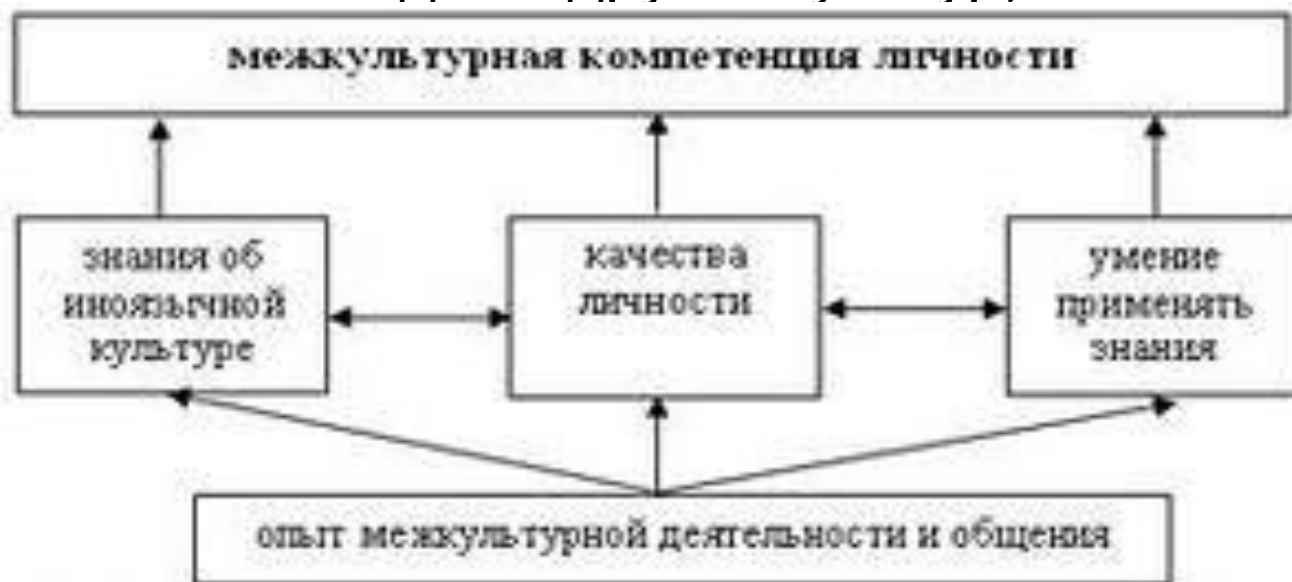 межкультурная компетенция личности
знания об
иноязычной
культуре
качества
личности
умение
применять
знания
опыт межкультурной деятельности и общения